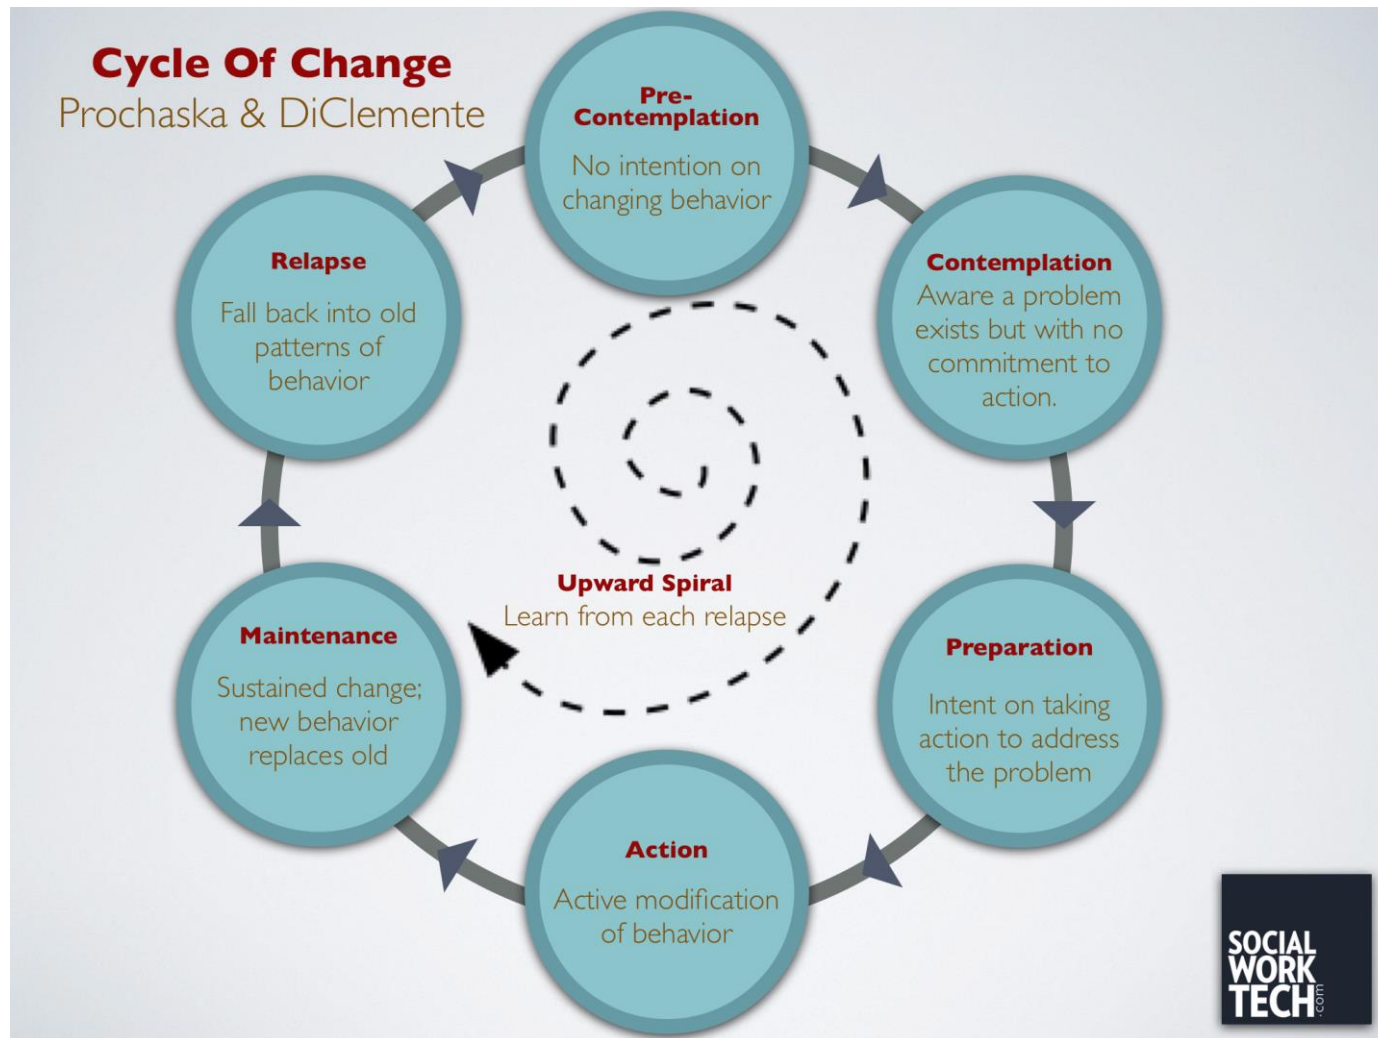 Cycle Of Change
Prochaska & DiClemente
Pre-
Contemplation
No intention on
changing behavior
Contemplation
Aware a problem
exists but with no
commitment to
action.
Preparation
Intent on taking
action to address
the problem
Action
Active modification
of behavior
Maintenance
Sustained change;
new behavior
replaces old
Relapse
Fall back into old
patterns of
behavior
Upward Spiral
Learn from each relapse
SOCIAL
WORK
TECH.com